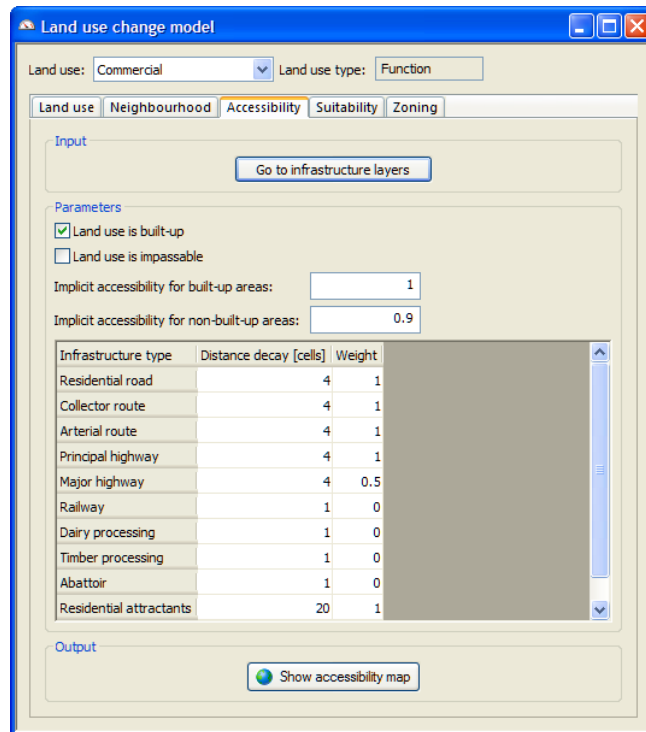 Land use change model
Land use: Commercial Land use type: Function
Land use Neighbourhood Accessibility Suitability Zoning
Input
Go to infrastructure layers
Parameters
Land use is built-up
Land use is impassable
Implicit accessibility for built-up areas: 1
Implicit accessibility for non-built-up areas: 0.9
Infrastructure type Distance decay [cells] Weight
Residential road 4 1
Collector route 4 1
Arterial route 4 1
Principal highway 4 1
Major highway 4 0.5
Railway 1 0
Dairy processing 1 0
Timber processing 1 0
Abattoir 1 0
Residential attractants 20 1
Output
Show accessibility map